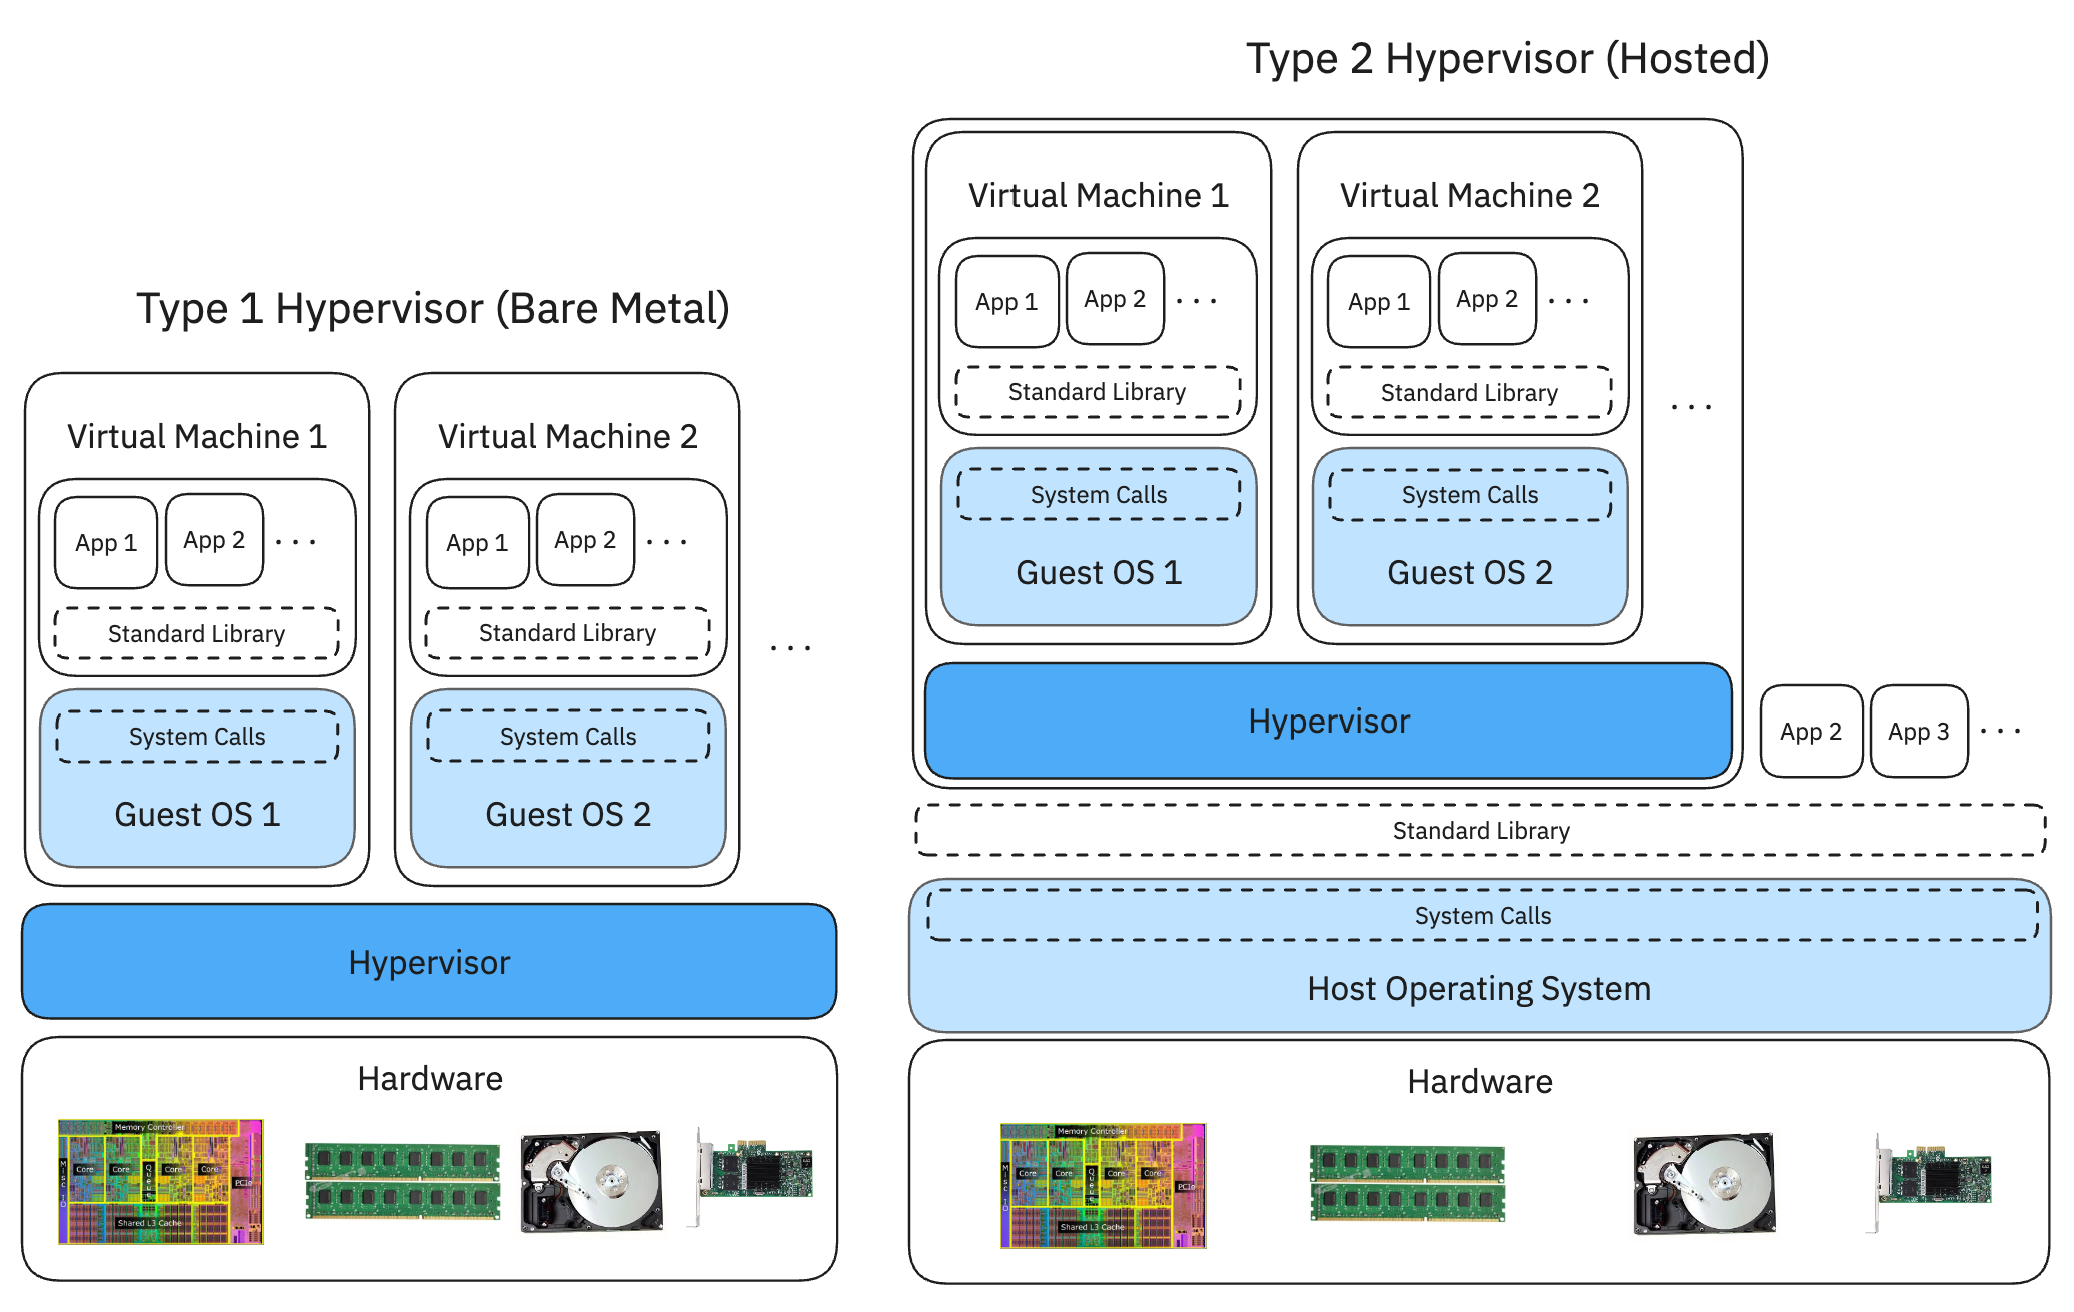 Type 2 Hypervisor (Hosted)
Virtual Machine 1
Virtual Machine 2
App 1
App 2
...
App 1
App 2
...
Standard Library
Standard Library
...
System Calls
System Calls
Guest OS 1
Guest OS 2
Hypervisor
App 2
App 3
...
Standard Library
System Calls
Host Operating System
Hardware
Memory Controller
Misc IO
Core
Core
Queue
Core
Core
PCIe
Shared L3 Cache
Type 1 Hypervisor (Bare Metal)
Virtual Machine 1
Virtual Machine 2
App 1
App 2
...
App 1
App 2
...
Standard Library
Standard Library
...
System Calls
System Calls
Guest OS 1
Guest OS 2
Hypervisor
Hardware
Memory Controller
Misc IO
Core
Core
Queue
Core
Core
PCIe
Shared L3 Cache